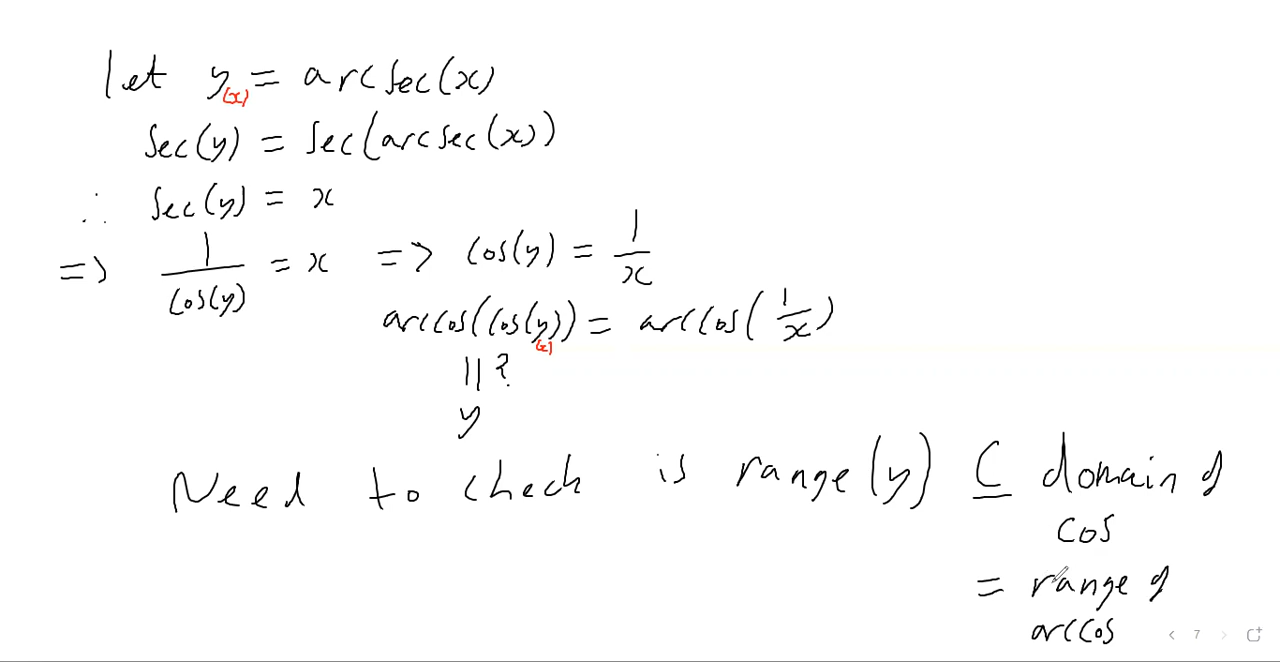 let y(x) = arcsec(x)
Sec(y) = Sec(arcsec(x))
∴ Sec(y) = x
=> 1/cos(y) = x => cos(y) = 1/x
arccos(cos(y(x))) = arccos(1/x)
|| ?
y
Need to check is range(y) ⊆ domain of
cos
= range of
arccos
< 7 >